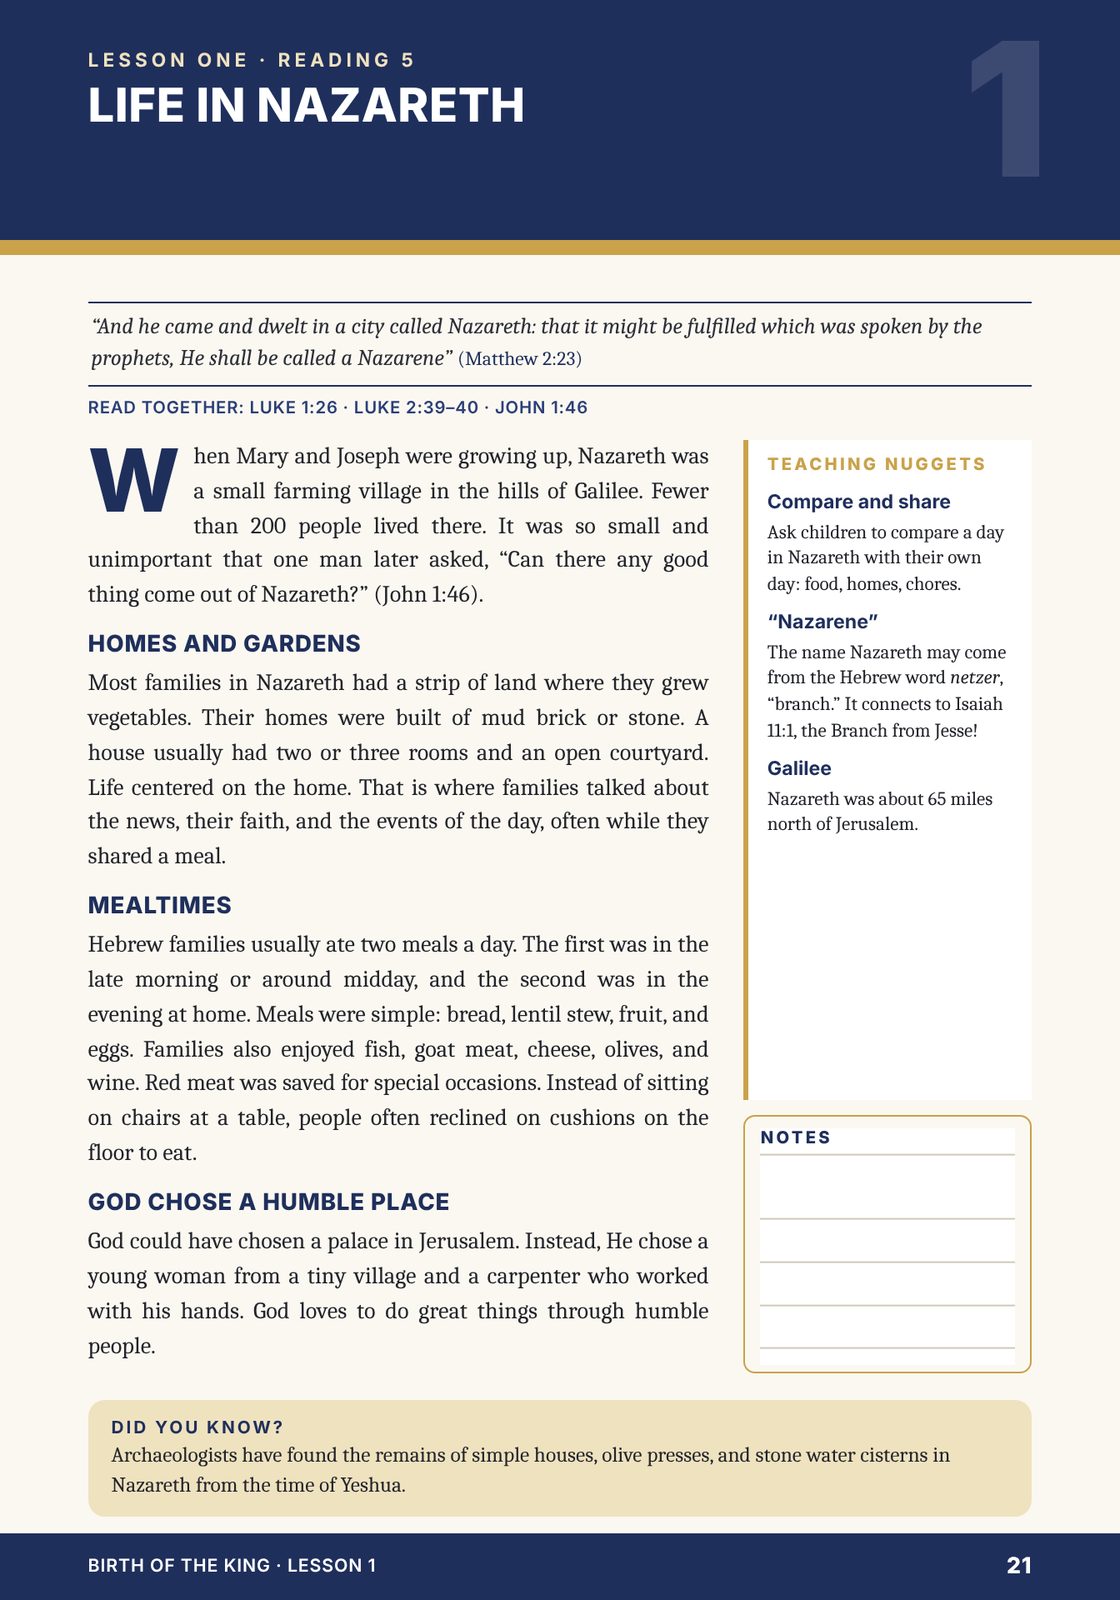 LESSON ONE · READING 5
LIFE IN NAZARETH
1
“And he came and dwelt in a city called Nazareth: that it might be fulfilled which was spoken by the
prophets, He shall be called a Nazarene” (Matthew 2:23)
READ TOGETHER: LUKE 1:26 · LUKE 2:39–40 · JOHN 1:46
When Mary and Joseph were growing up, Nazareth was
a small farming village in the hills of Galilee. Fewer
than 200 people lived there. It was so small and
unimportant that one man later asked, “Can there any good
thing come out of Nazareth?” (John 1:46).
HOMES AND GARDENS
Most families in Nazareth had a strip of land where they grew
vegetables. Their homes were built of mud brick or stone. A
house usually had two or three rooms and an open courtyard.
Life centered on the home. That is where families talked about
the news, their faith, and the events of the day, often while they
shared a meal.
MEALTIMES
Hebrew families usually ate two meals a day. The first was in the
late morning or around midday, and the second was in the
evening at home. Meals were simple: bread, lentil stew, fruit, and
eggs. Families also enjoyed fish, goat meat, cheese, olives, and
wine. Red meat was saved for special occasions. Instead of sitting
on chairs at a table, people often reclined on cushions on the
floor to eat.
GOD CHOSE A HUMBLE PLACE
God could have chosen a palace in Jerusalem. Instead, He chose a
young woman from a tiny village and a carpenter who worked
with his hands. God loves to do great things through humble
people.
TEACHING NUGGETS
Compare and share
Ask children to compare a day
in Nazareth with their own
day: food, homes, chores.
“Nazarene”
The name Nazareth may come
from the Hebrew word netzer,
“branch.” It connects to Isaiah
11:1, the Branch from Jesse!
Galilee
Nazareth was about 65 miles
north of Jerusalem.
NOTES
DID YOU KNOW?
Archaeologists have found the remains of simple houses, olive presses, and stone water cisterns in
Nazareth from the time of Yeshua.
BIRTH OF THE KING · LESSON 1
21